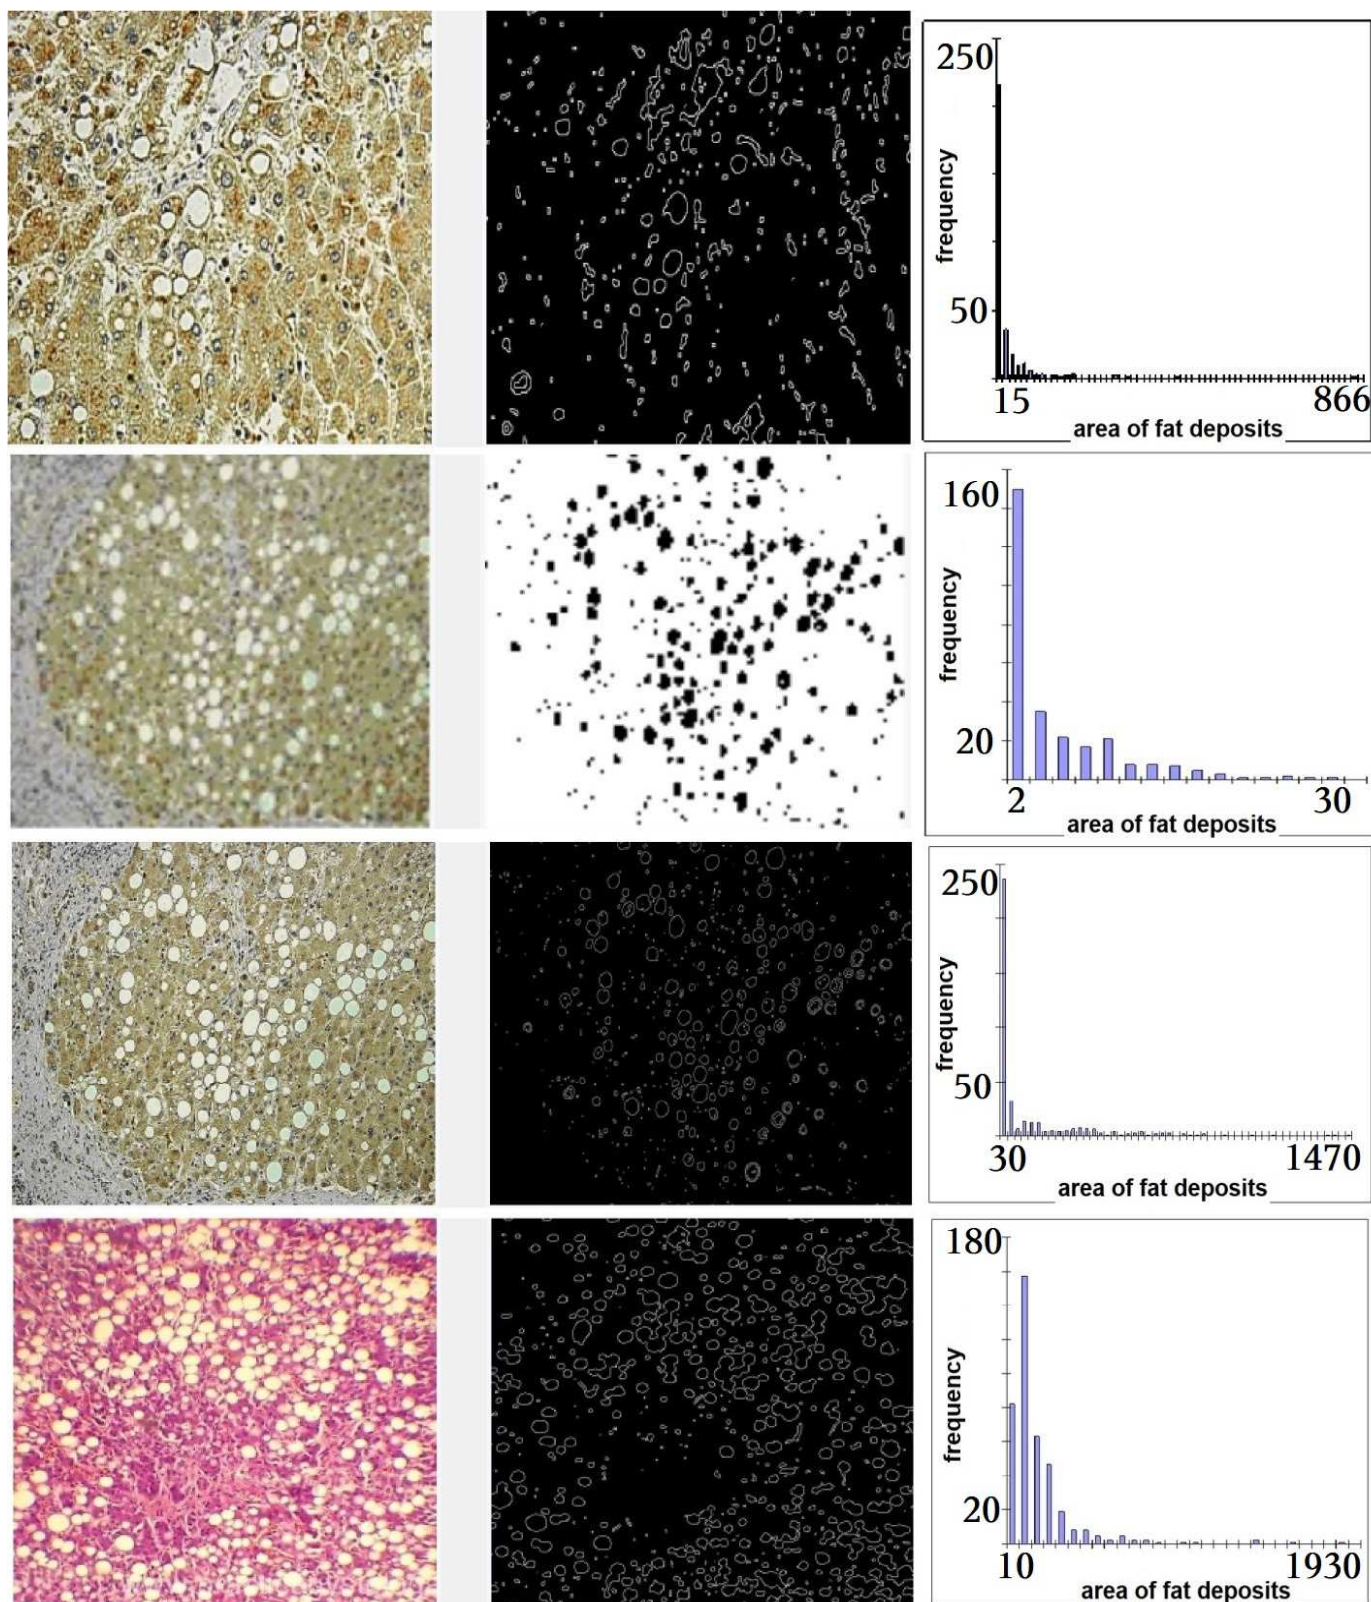 250
frequency
50
15
866
area of fat deposits
160
frequency
20
2
30
area of fat deposits
250
frequency
50
30
1470
area of fat deposits
180
frequency
20
10
1930
area of fat deposits